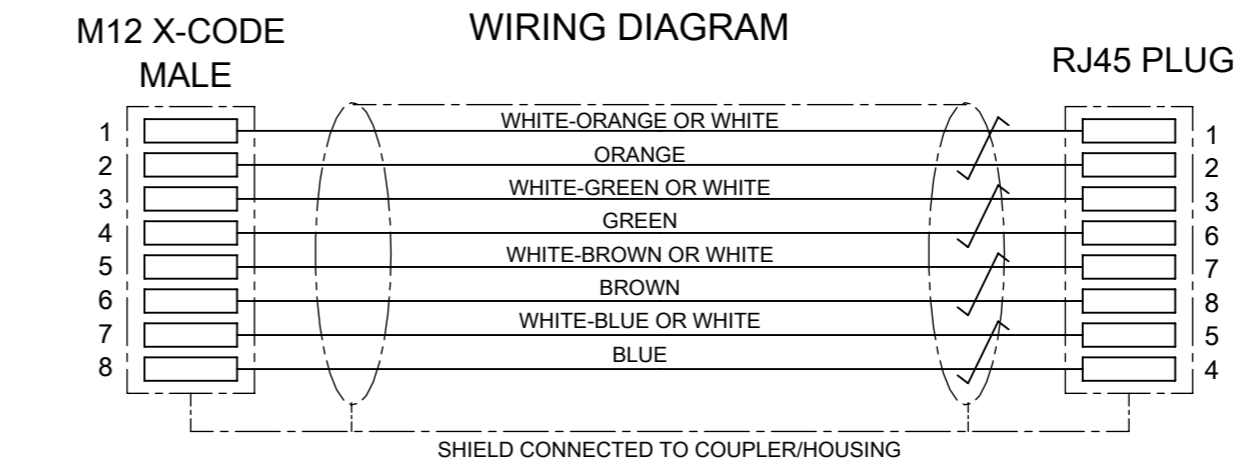 M12 X-CODE
MALE
WIRING DIAGRAM
RJ45 PLUG
1 WHITE-ORANGE OR WHITE 1
2 ORANGE 2
3 WHITE-GREEN OR WHITE 3
4 GREEN 6
5 WHITE-BROWN OR WHITE 7
6 BROWN 8
7 WHITE-BLUE OR WHITE 5
8 BLUE 4
SHIELD CONNECTED TO COUPLER/HOUSING